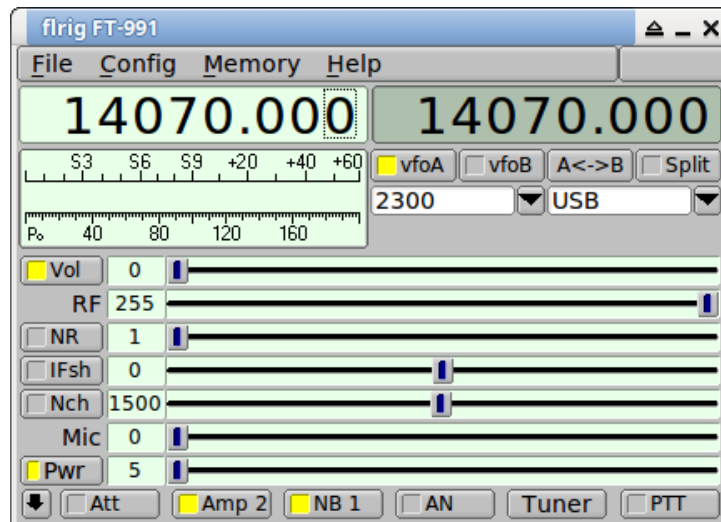 flrig FT-991
File Config Memory Help
14070.000 14070.000
S3 S6 S9 +20 +40 +60
vfoA vfoB A<->B Split
2300 USB
Po 40 80 120 160
Vol 0
RF 255
NR 1
IFsh 0
Nch 1500
Mic 0
Pwr 5
Att Amp 2 NB 1 AN Tuner PTT